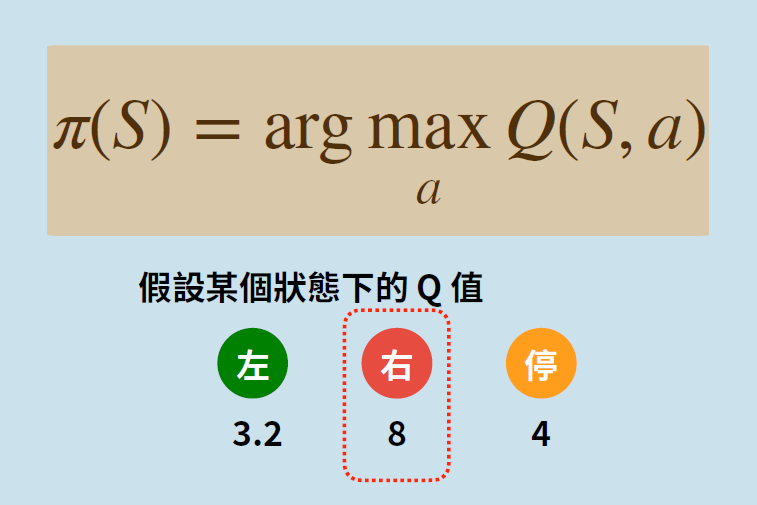 π(S) = arg max Q(S, a)
a
假設某個狀態下的 Q 值
左 右 停
3.2 8 4